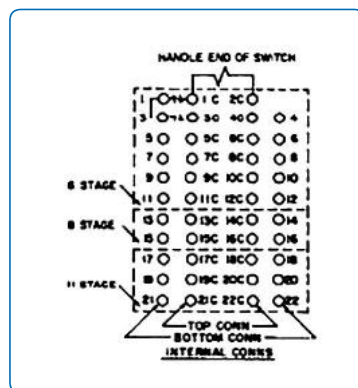 HANDLE END OF SWITCH
1 1C 2C
3 3C 4C 4
5 5C 6C 6
7 7C 8C 8
9 9C 10C 10
6 STAGE
11 11C 12C 12
13 13C 14C 14
8 STAGE
15 15C 16C 16
17 17C 18C 18
19 19C 20C 20
11 STAGE
21 21C 22C 22
TOP CONN
BOTTOM CONN
INTERNAL CONNS